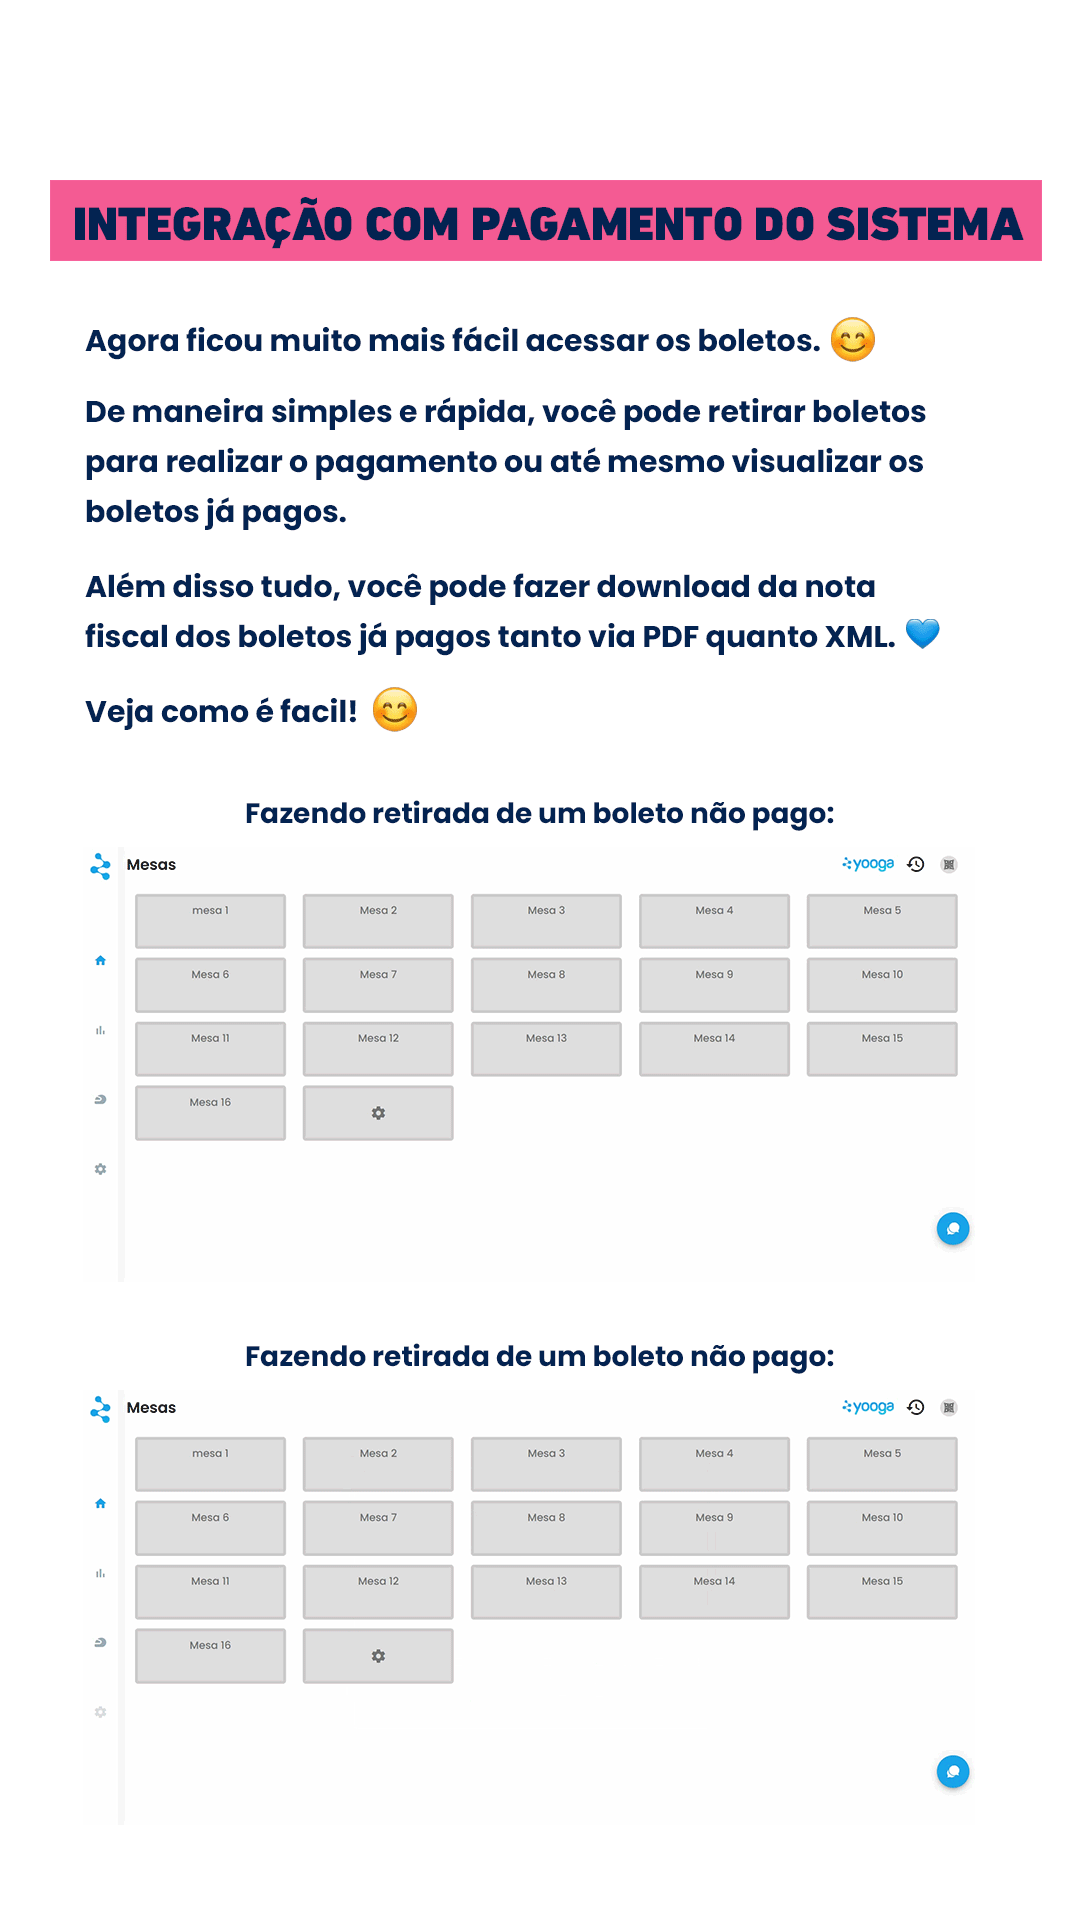 INTEGRAÇÃO COM PAGAMENTO DO SISTEMA
Agora ficou muito mais fácil acessar os boletos. 😊
De maneira simples e rápida, você pode retirar boletos
para realizar o pagamento ou até mesmo visualizar os
boletos já pagos.
Além disso tudo, você pode fazer download da nota
fiscal dos boletos já pagos tanto via PDF quanto XML. 💙
Veja como é facil! 😊
Fazendo retirada de um boleto não pago:
Mesas yooga
mesa 1 Mesa 2 Mesa 3 Mesa 4 Mesa 5
Mesa 6 Mesa 7 Mesa 8 Mesa 9 Mesa 10
Mesa 11 Mesa 12 Mesa 13 Mesa 14 Mesa 15
Mesa 16
Fazendo retirada de um boleto não pago:
Mesas yooga
mesa 1 Mesa 2 Mesa 3 Mesa 4 Mesa 5
Mesa 6 Mesa 7 Mesa 8 Mesa 9 Mesa 10
Mesa 11 Mesa 12 Mesa 13 Mesa 14 Mesa 15
Mesa 16